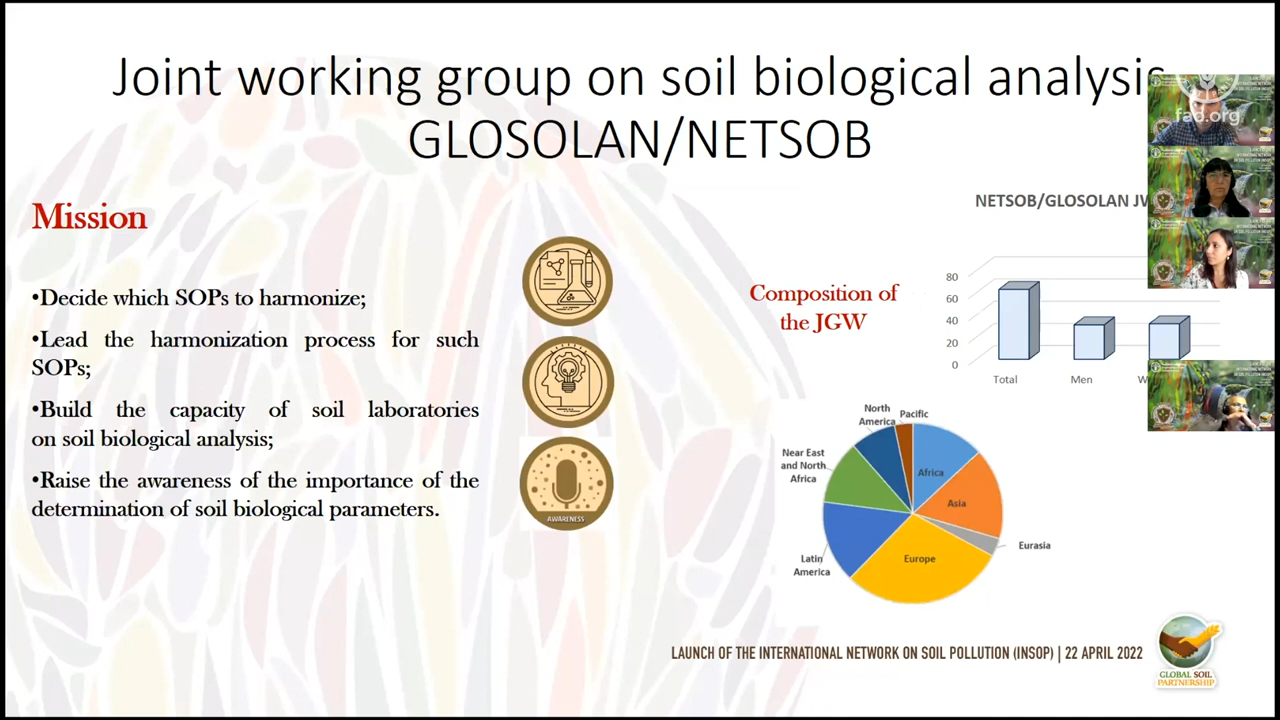 Joint working group on soil biological analysis
GLOSOLAN/NETSOB
Mission
•Decide which SOPs to harmonize;
•Lead the harmonization process for such
SOPs;
•Build the capacity of soil laboratories
on soil biological analysis;
•Raise the awareness of the importance of the
determination of soil biological parameters.
AWARENESS
Composition of
the JGW
NETSOB/GLOSOLAN JW
80
60
40
20
0
Total
Men
W
North
America
Pacific
Near East
and North
Africa
Africa
Asia
Eurasia
Europe
Latin
America
fao.org
LAUNCH OF THE INTERNATIONAL NETWORK ON SOIL POLLUTION (INSOP) | 22 APRIL 2022
GLOBAL SOIL
PARTNERSHIP